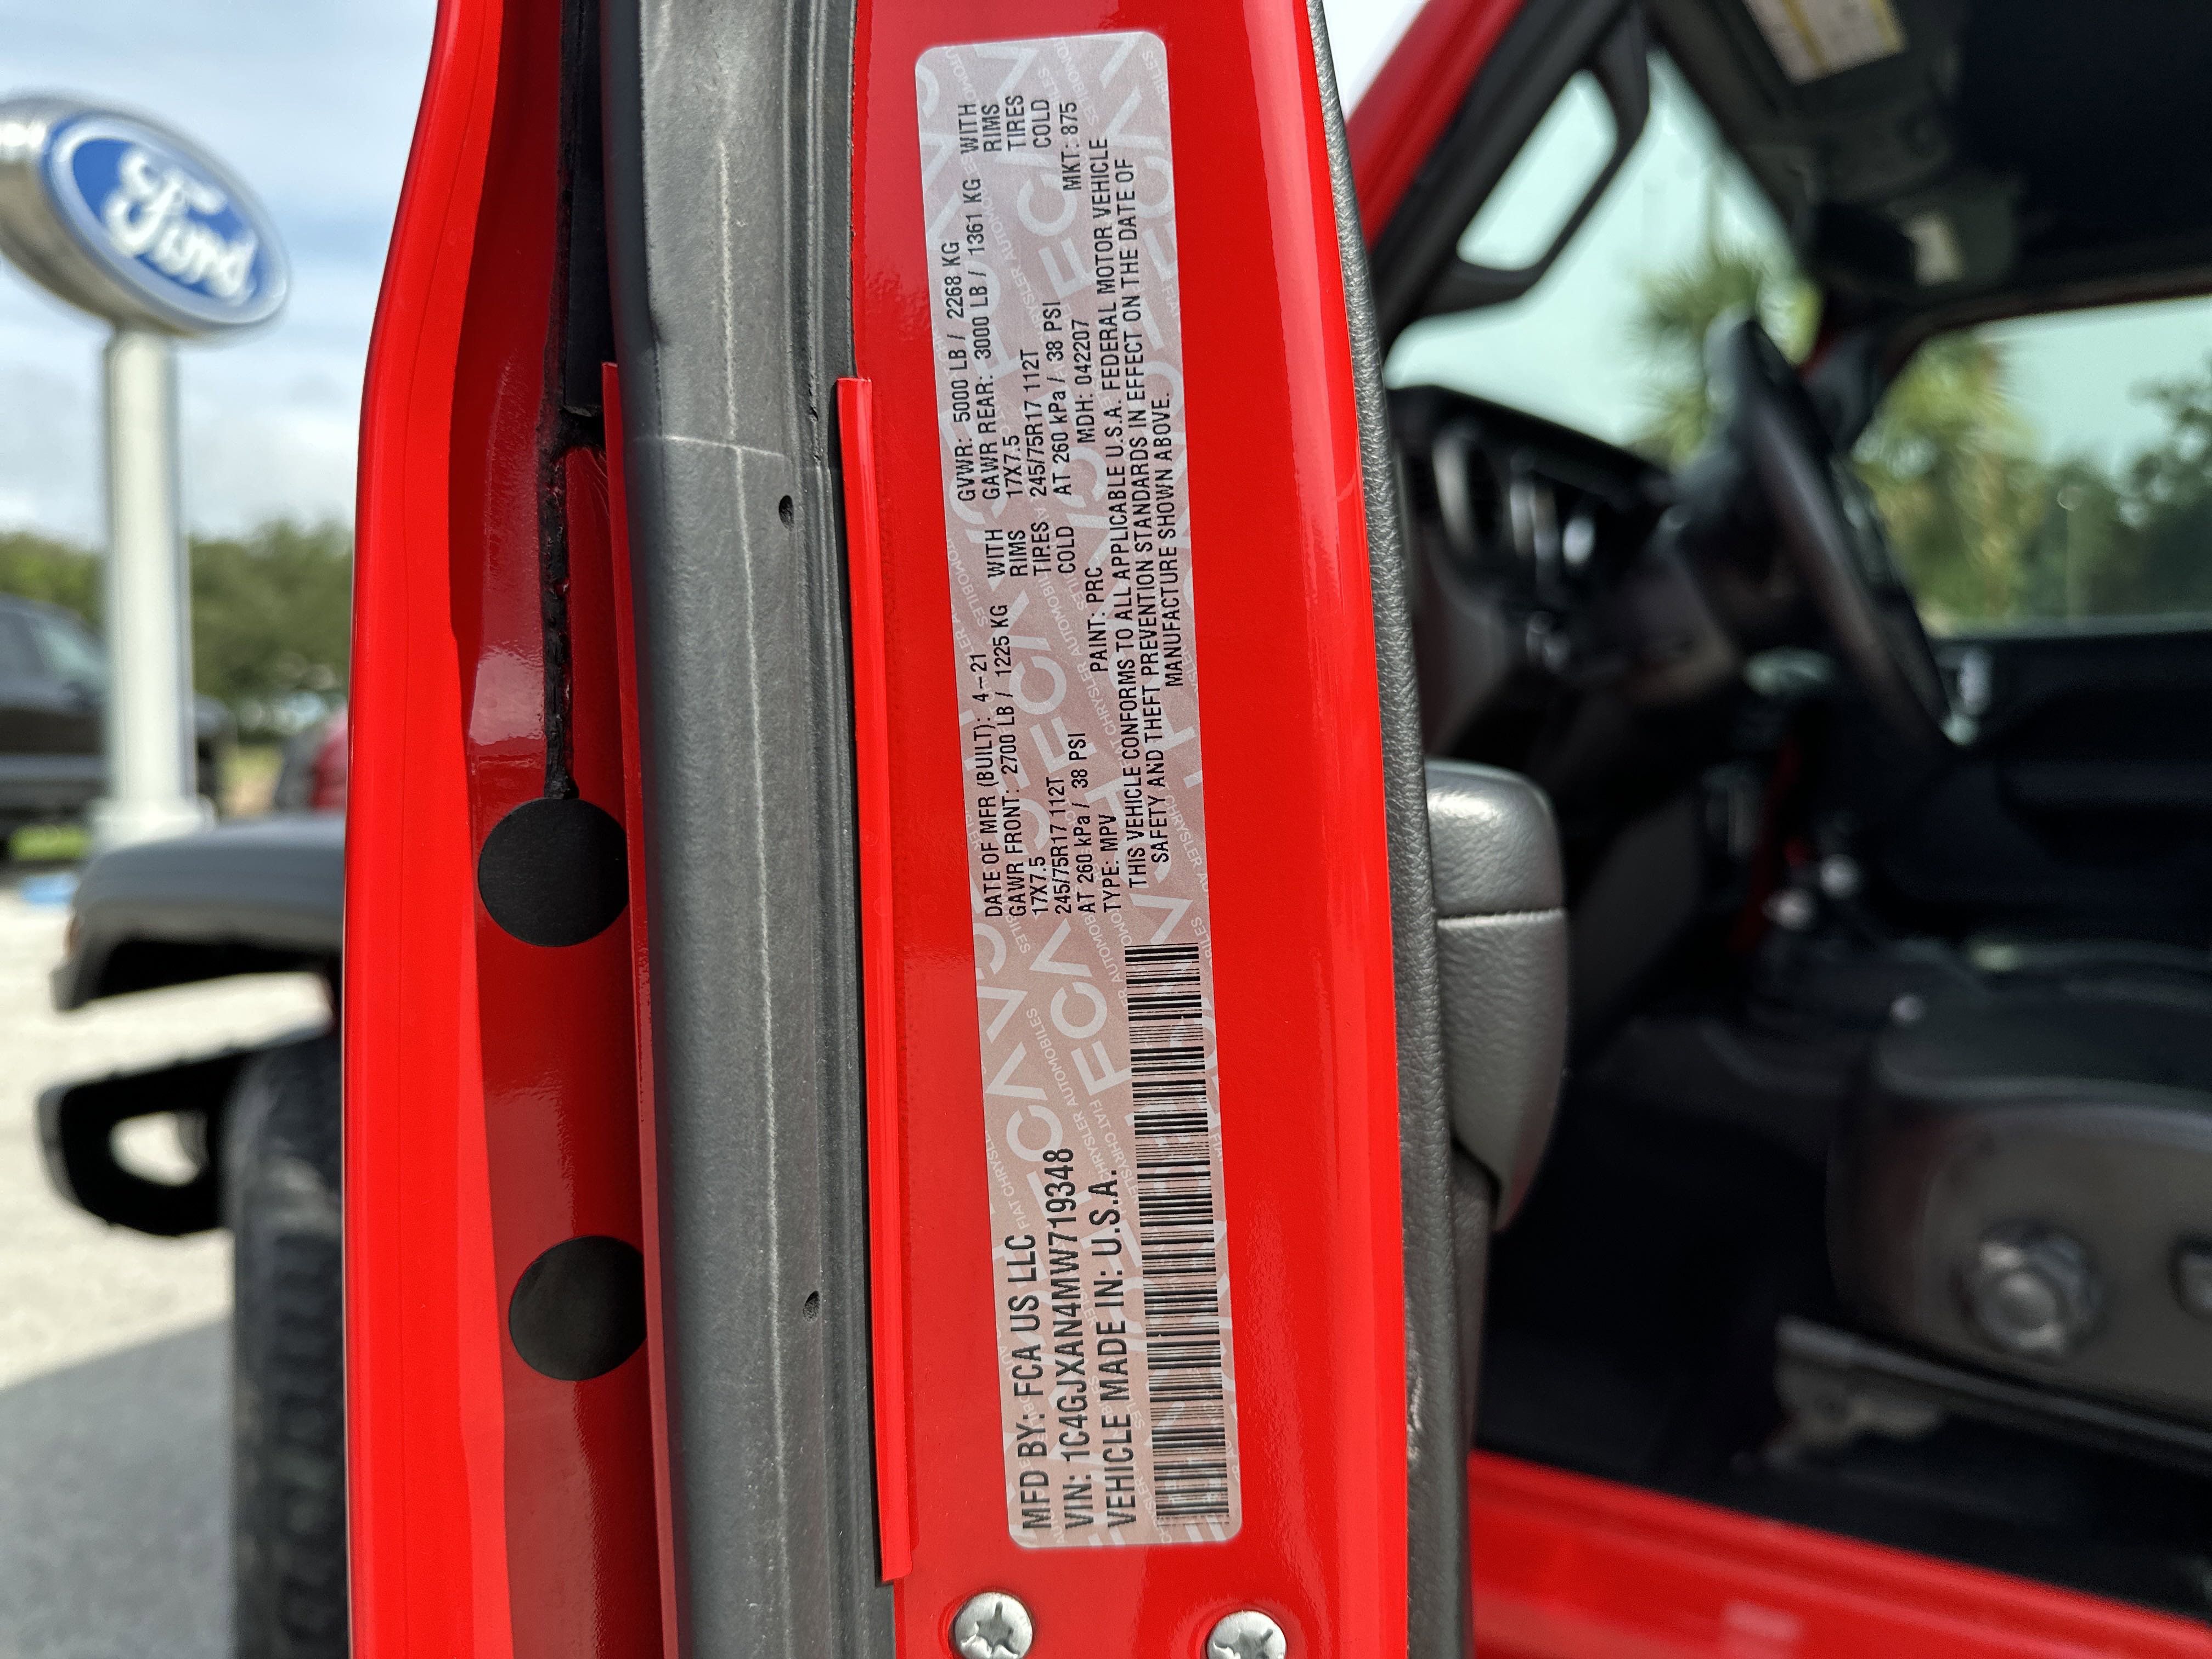 Ford
MFD BY: FCA US LLC
VIN: 1C4GJXAN4MW719348
VEHICLE MADE IN: U.S.A.
DATE OF MFR (BUILT): 4-21
GAWR FRONT: 2700 LB / 1225 KG WITH
17X7.5 RIMS
245/75R17 112T TIRES
AT 260 kPa / 38 PSI COLD
TYPE: MPV PAINT: PRC
GVWR: 5000 LB / 2268 KG
GAWR REAR: 3000 LB / 1361 KG WITH
17X7.5 RIMS
245/75R17 112T TIRES
AT 260 kPa / 38 PSI COLD
MDH: 042207 MKT: 875
THIS VEHICLE CONFORMS TO ALL APPLICABLE U.S.A. FEDERAL MOTOR VEHICLE
SAFETY AND THEFT PREVENTION STANDARDS IN EFFECT ON THE DATE OF
MANUFACTURE SHOWN ABOVE.